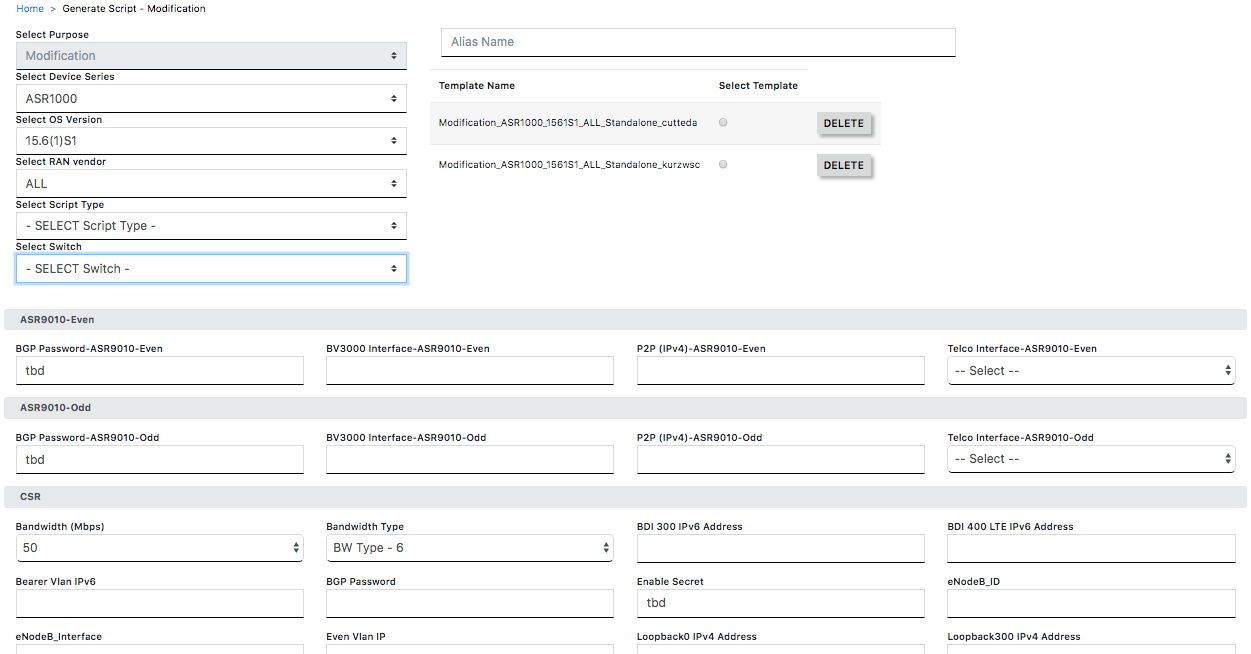 Home > Generate Script - Modification
Select Purpose
Modification
Select Device Series
ASR1000
Select OS Version
15.6(1)S1
Select RAN vendor
ALL
Select Script Type
- SELECT Script Type -
Select Switch
- SELECT Switch -
Alias Name
Template Name Select Template
Modification_ASR1000_1561S1_ALL_Standalone_cutteda DELETE
Modification_ASR1000_1561S1_ALL_Standalone_kurzwsc DELETE
ASR9010-Even
BGP Password-ASR9010-Even BV3000 Interface-ASR9010-Even P2P (IPv4)-ASR9010-Even Telco Interface-ASR9010-Even
tbd -- Select --
ASR9010-Odd
BGP Password-ASR9010-Odd BV3000 Interface-ASR9010-Odd P2P (IPv4)-ASR9010-Odd Telco Interface-ASR9010-Odd
tbd -- Select --
CSR
Bandwidth (Mbps) Bandwidth Type BDI 300 IPv6 Address BDI 400 LTE IPv6 Address
50 BW Type - 6
Bearer Vlan IPv6 BGP Password Enable Secret eNodeB_ID
tbd
eNodeB_Interface Even Vlan IP Loopback0 IPv4 Address Loopback300 IPv4 Address